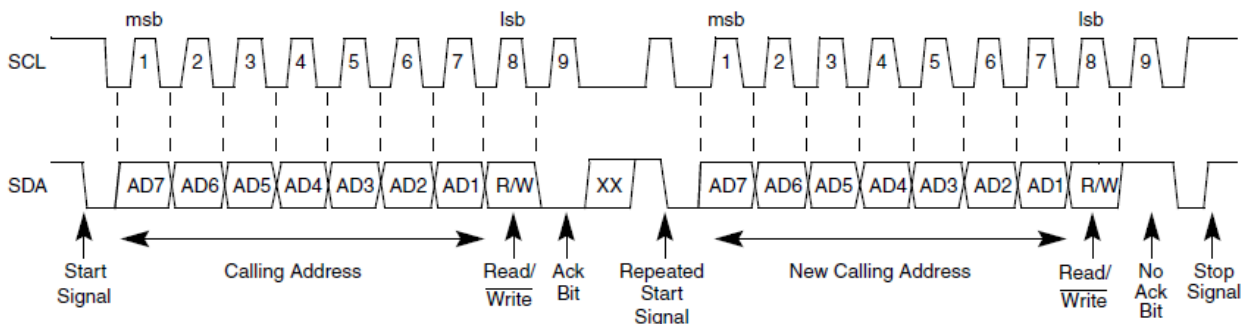 msb lsb msb lsb
SCL 1 2 3 4 5 6 7 8 9 1 2 3 4 5 6 7 8 9
SDA AD7 AD6 AD5 AD4 AD3 AD2 AD1 R/W XX AD7 AD6 AD5 AD4 AD3 AD2 AD1 R/W
Start
Signal
Calling Address
Read/
Write
Ack
Bit
Repeated
Start
Signal
New Calling Address
Read/
Write
No
Ack
Bit
Stop
Signal